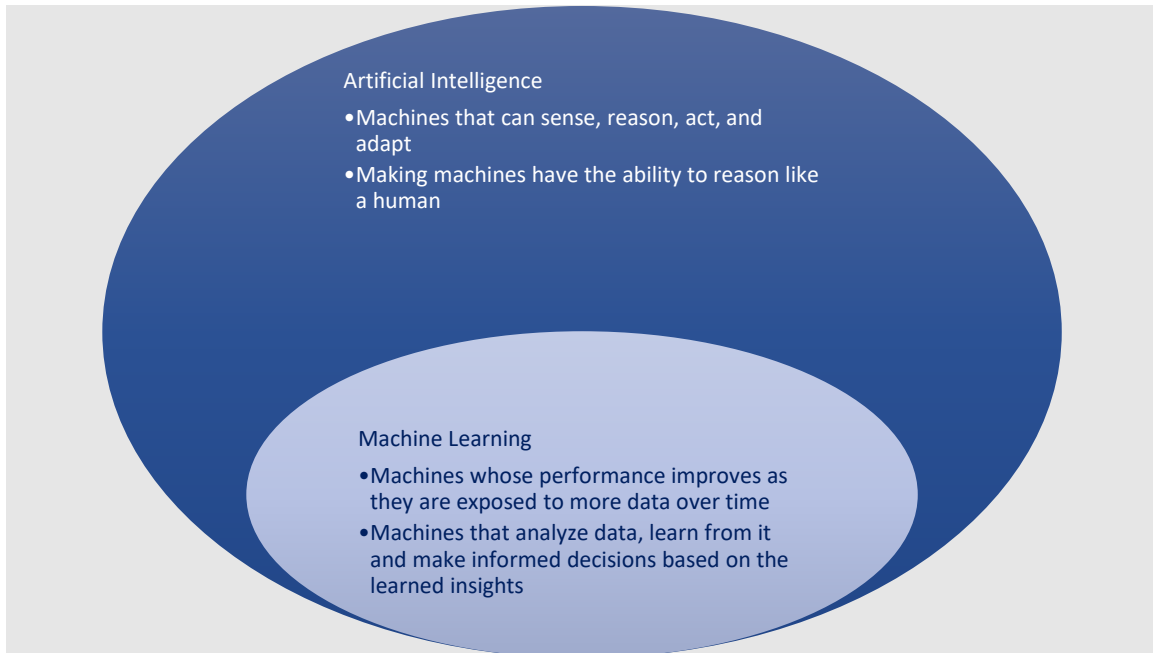 Artificial Intelligence
•Machines that can sense, reason, act, and
adapt
•Making machines have the ability to reason like
a human
Machine Learning
•Machines whose performance improves as
they are exposed to more data over time
•Machines that analyze data, learn from it
and make informed decisions based on the
learned insights